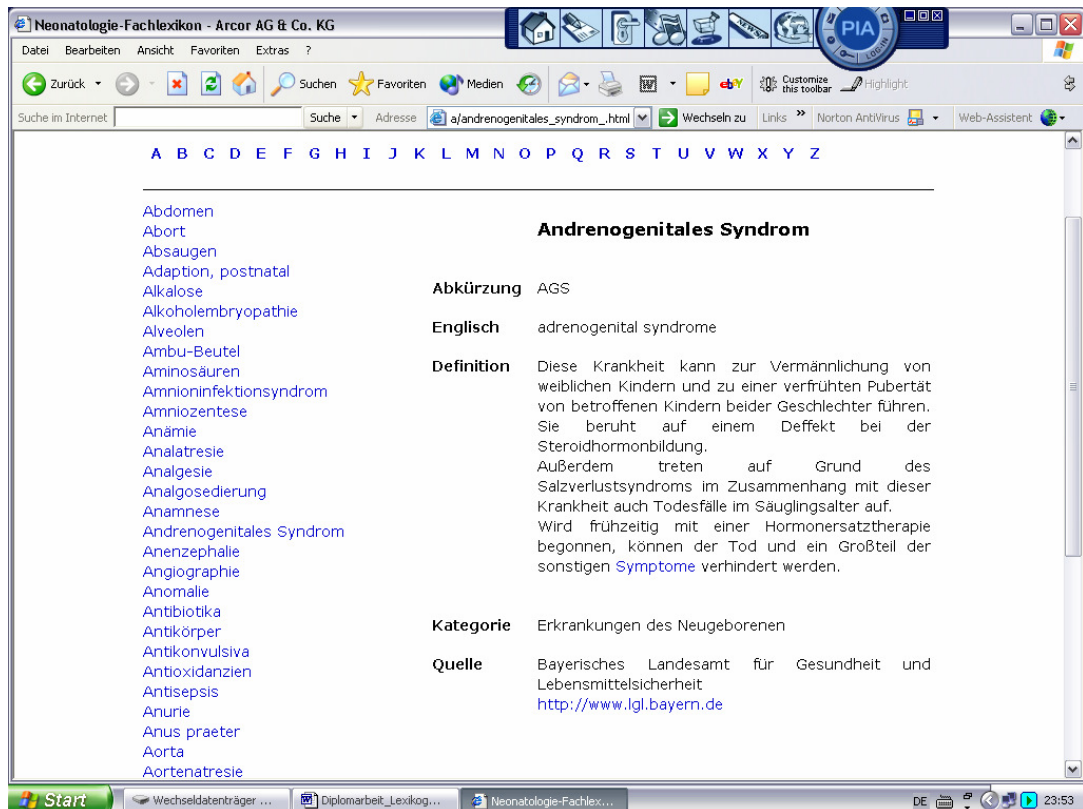 Neonatologie-Fachlexikon - Arcor AG & Co. KG
PIA
LOGIN
NEWS
Datei Bearbeiten Ansicht Favoriten Extras ?
Zurück Suchen Favoriten Medien W ebY Customize this toolbar Highlight
Suche im Internet Suche Adresse a/andrenogenitales_syndrom_.html Wechseln zu Links » Norton AntiVirus Web-Assistent
A B C D E F G H I J K L M N O P Q R S T U V W X Y Z
Abdomen
Abort
Absaugen
Adaption, postnatal
Alkalose
Alkoholembryopathie
Alveolen
Ambu-Beutel
Aminosäuren
Amnioninfektionsyndrom
Amniozentese
Anämie
Analatresie
Analgesie
Analgosedierung
Anamnese
Andrenogenitales Syndrom
Anenzephalie
Angiographie
Anomalie
Antibiotika
Antikörper
Antikonvulsiva
Antioxidanzien
Antisepsis
Anurie
Anus praeter
Aorta
Aortenatresie
Andrenogenitales Syndrom
Abkürzung AGS
Englisch adrenogenital syndrome
Definition Diese Krankheit kann zur Vermännlichung von
weiblichen Kindern und zu einer verfrühten Pubertät
von betroffenen Kindern beider Geschlechter führen.
Sie beruht auf einem Deffekt bei der
Steroidhormonbildung.
Außerdem treten auf Grund des
Salzverlustsyndroms im Zusammenhang mit dieser
Krankheit auch Todesfälle im Säuglingsalter auf.
Wird frühzeitig mit einer Hormonersatztherapie
begonnen, können der Tod und ein Großteil der
sonstigen Symptome verhindert werden.
Kategorie Erkrankungen des Neugeborenen
Quelle Bayerisches Landesamt für Gesundheit und
Lebensmittelsicherheit
http://www.lgl.bayern.de
Start Wechseldatenträger ... Diplomarbeit_Lexikog... Neonatologie-Fachlex... DE 23:53